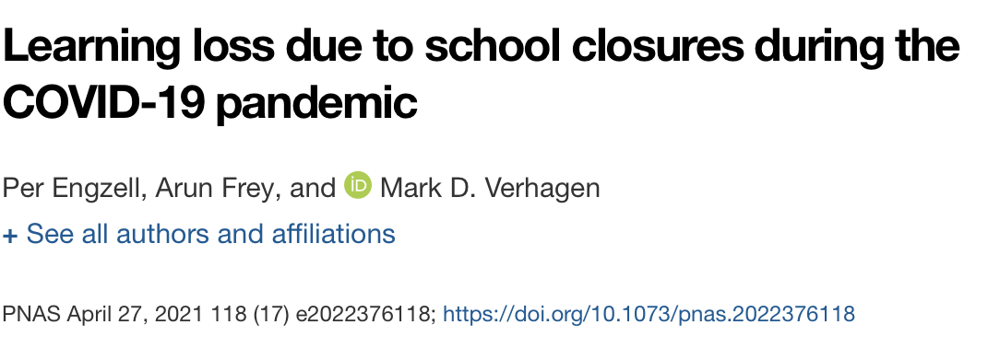 Learning loss due to school closures during the
COVID-19 pandemic
Per Engzell, Arun Frey, and iD Mark D. Verhagen
+ See all authors and affiliations
PNAS April 27, 2021 118 (17) e2022376118; https://doi.org/10.1073/pnas.2022376118